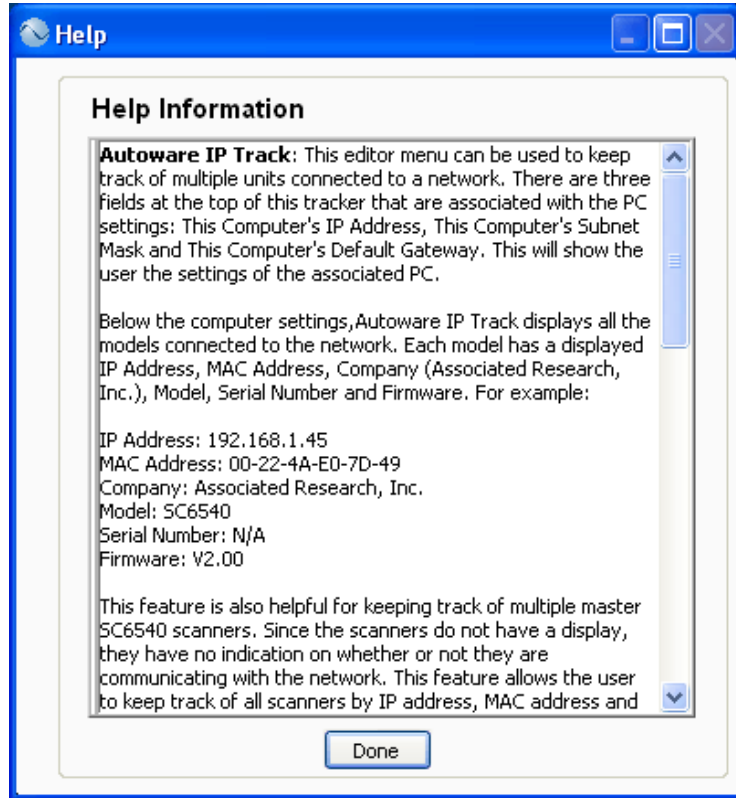 Help
Help Information
Autoware IP Track: This editor menu can be used to keep
track of multiple units connected to a network. There are three
fields at the top of this tracker that are associated with the PC
settings: This Computer's IP Address, This Computer's Subnet
Mask and This Computer's Default Gateway. This will show the
user the settings of the associated PC.
Below the computer settings,Autoware IP Track displays all the
models connected to the network. Each model has a displayed
IP Address, MAC Address, Company (Associated Research,
Inc.), Model, Serial Number and Firmware. For example:
IP Address: 192.168.1.45
MAC Address: 00-22-4A-E0-7D-49
Company: Associated Research, Inc.
Model: SC6540
Serial Number: N/A
Firmware: V2.00
This feature is also helpful for keeping track of multiple master
SC6540 scanners. Since the scanners do not have a display,
they have no indication on whether or not they are
communicating with the network. This feature allows the user
to keep track of all scanners by IP address, MAC address and
Done